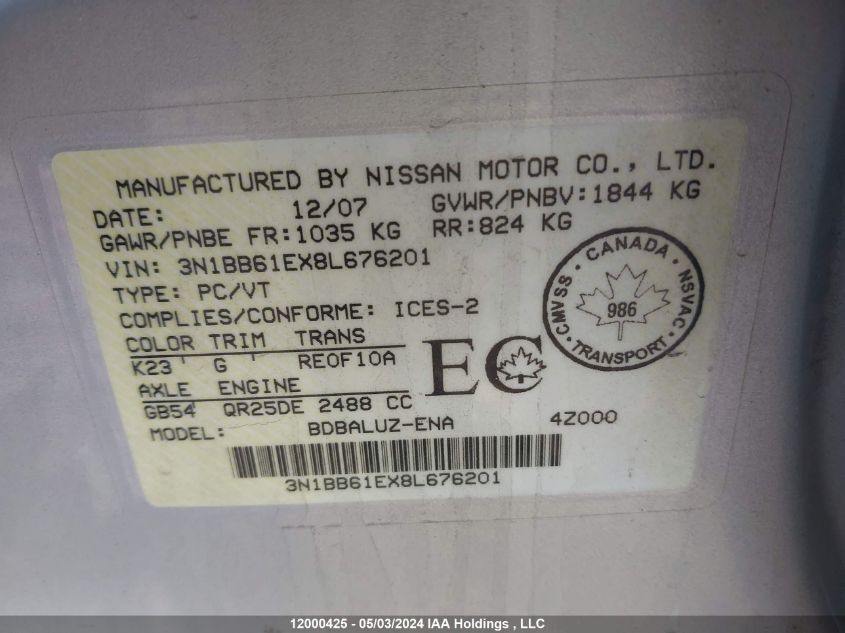 MANUFACTURED BY NISSAN MOTOR CO., LTD.
DATE: 12/07 GVWR/PNBV:1844 KG
GAWR/PNBE FR:1035 KG RR:824 KG
VIN: 3N1BB61EX8L676201
TYPE: PC/VT
COMPLIES/CONFORME: ICES-2
COLOR TRIM TRANS
K23 G RE0F10A
AXLE ENGINE
GB54 QR25DE 2488 CC
MODEL: BDBALUZ-ENA 4Z000
EC
CANADA
CMVSS · NSVAC
986
TRANSPORT
3N1BB61EX8L676201
12000425 - 05/03/2024 IAA Holdings , LLC